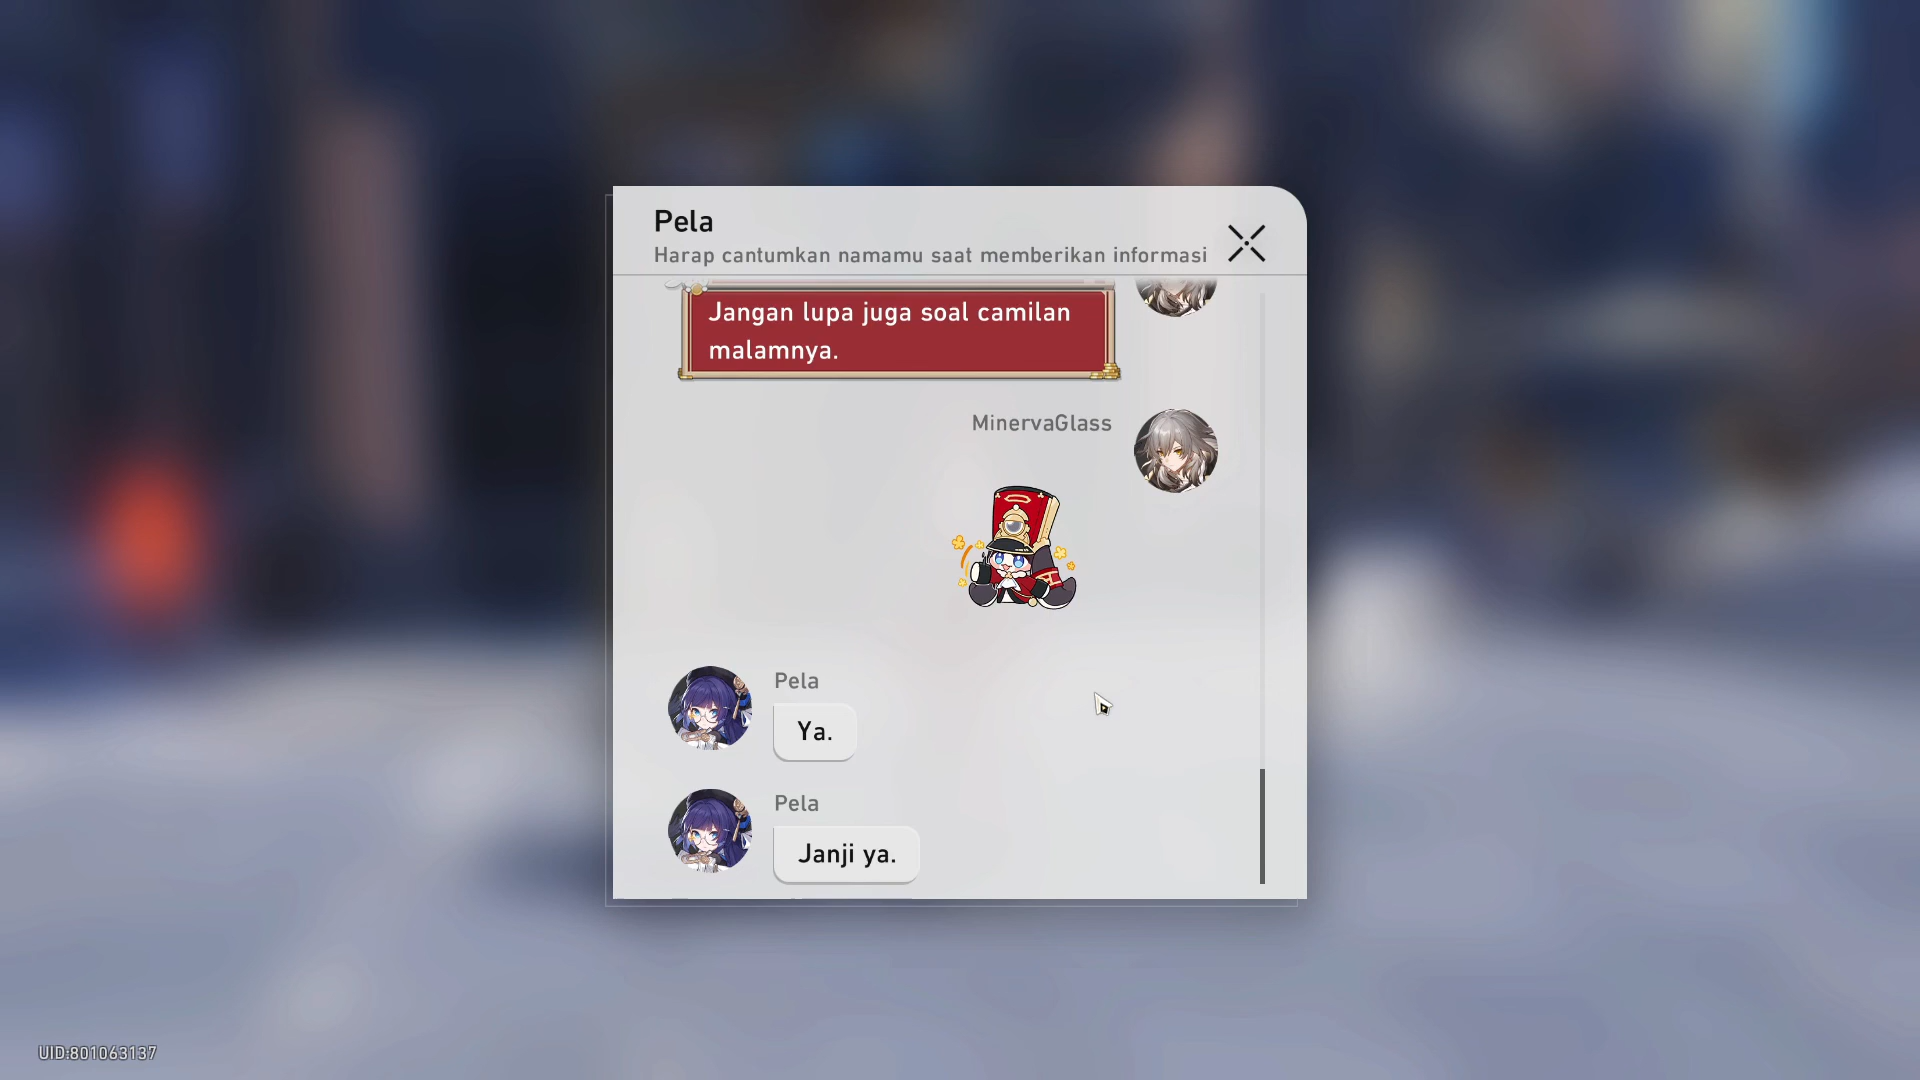 Pela
Harap cantumkan namamu saat memberikan informasi
Jangan lupa juga soal camilan
malamnya.
MinervaGlass
Pela
Ya.
Pela
Janji ya.
UID:801063137